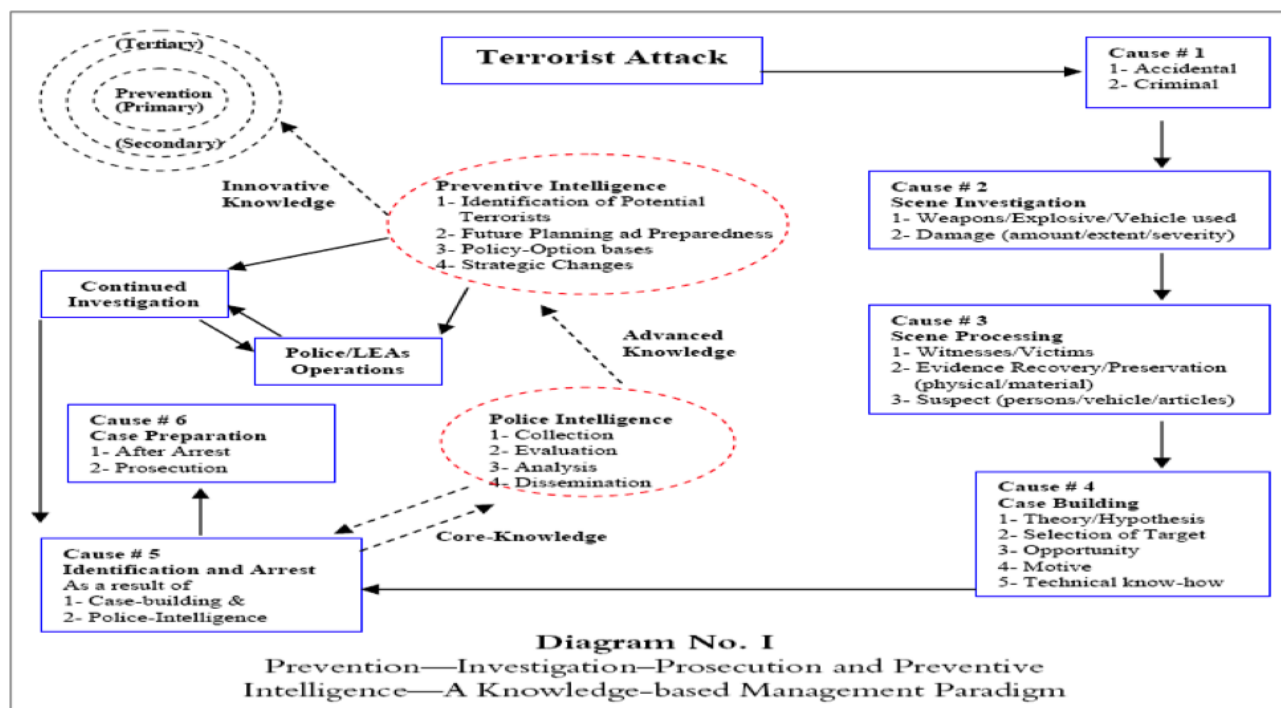 (Tertiary)
Prevention
(Primary)
(Secondary)
Terrorist Attack
Cause # 1
1- Accidental
2- Criminal
Cause # 2
Scene Investigation
1- Weapons/Explosive/Vehicle used
2- Damage (amount/extent/severity)
Cause # 3
Scene Processing
1- Witnesses/Victims
2- Evidence Recovery/Preservation
(physical/material)
3- Suspect (persons/vehicle/articles)
Cause # 4
Case Building
1- Theory/Hypothesis
2- Selection of Target
3- Opportunity
4- Motive
5- Technical know-how
Innovative
Knowledge
Preventive Intelligence
1- Identification of Potential
Terrorists
2- Future Planning ad Preparedness
3- Policy-Option bases
4- Strategic Changes
Continued
Investigation
Police/LEAs
Operations
Advanced
Knowledge
Police Intelligence
1- Collection
2- Evaluation
3- Analysis
4- Dissemination
Core-Knowledge
Cause # 6
Case Preparation
1- After Arrest
2- Prosecution
Cause # 5
Identification and Arrest
As a result of
1- Case-building &
2- Police-Intelligence
Diagram No. I
Prevention—Investigation–Prosecution and Preventive
Intelligence—A Knowledge-based Management Paradigm